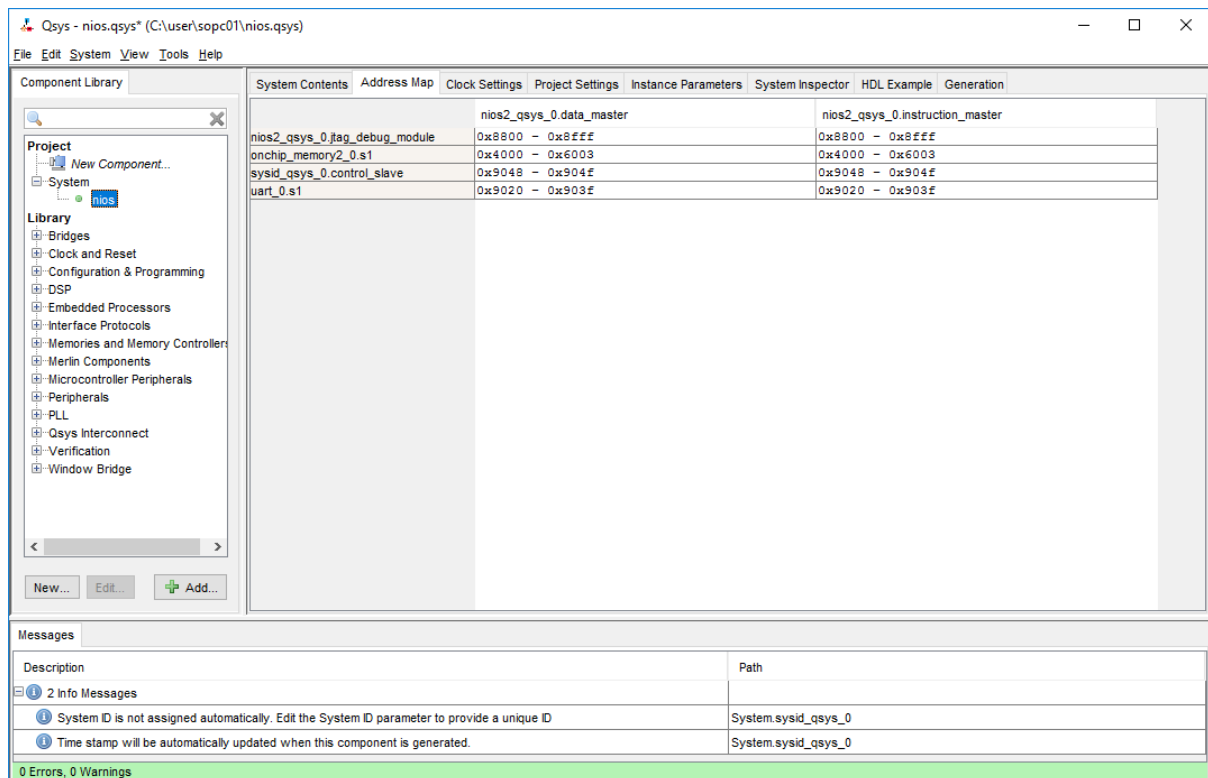 Qsys - nios.qsys* (C:\user\sopc01\nios.qsys)
File Edit System View Tools Help
Component Library
Project
New Component...
System
nios
Library
Bridges
Clock and Reset
Configuration & Programming
DSP
Embedded Processors
Interface Protocols
Memories and Memory Controllers
Merlin Components
Microcontroller Peripherals
Peripherals
PLL
Qsys Interconnect
Verification
Window Bridge
New... Edit... Add...
System Contents Address Map Clock Settings Project Settings Instance Parameters System Inspector HDL Example Generation
nios2_qsys_0.data_master nios2_qsys_0.instruction_master
nios2_qsys_0.jtag_debug_module 0x8800 - 0x8fff 0x8800 - 0x8fff
onchip_memory2_0.s1 0x4000 - 0x6003 0x4000 - 0x6003
sysid_qsys_0.control_slave 0x9048 - 0x904f 0x9048 - 0x904f
uart_0.s1 0x9020 - 0x903f 0x9020 - 0x903f
Messages
Description Path
2 Info Messages
System ID is not assigned automatically. Edit the System ID parameter to provide a unique ID System.sysid_qsys_0
Time stamp will be automatically updated when this component is generated. System.sysid_qsys_0
0 Errors, 0 Warnings